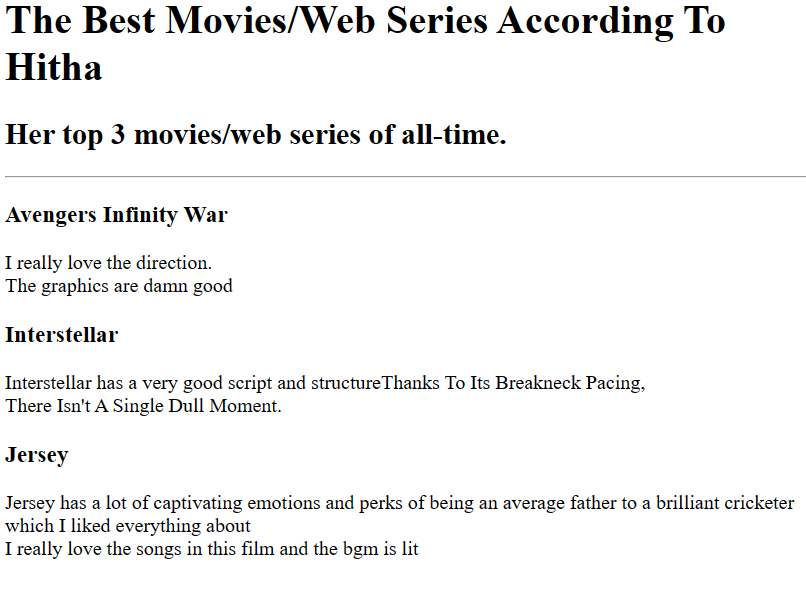 The Best Movies/Web Series According To
Hitha
Her top 3 movies/web series of all-time.
Avengers Infinity War
I really love the direction.
The graphics are damn good
Interstellar
Interstellar has a very good script and structureThanks To Its Breakneck Pacing,
There Isn't A Single Dull Moment.
Jersey
Jersey has a lot of captivating emotions and perks of being an average father to a brilliant cricketer
which I liked everything about
I really love the songs in this film and the bgm is lit